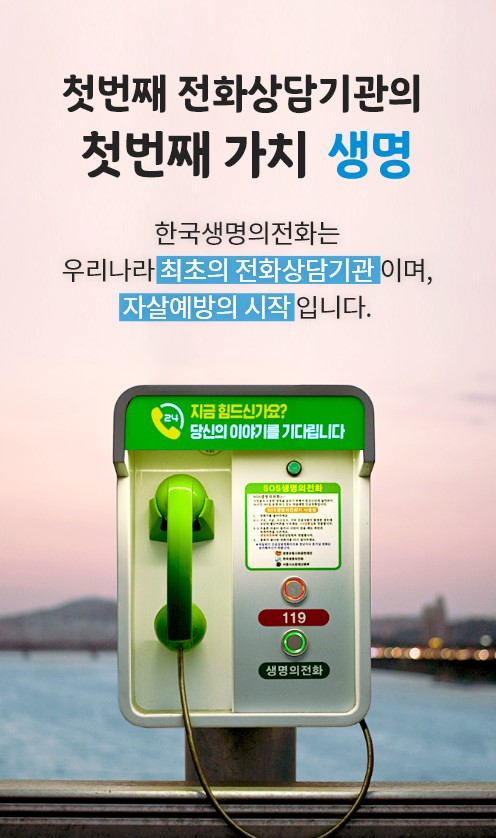 첫번째 전화상담기관의
첫번째 가치 생명
한국생명의전화는
우리나라 최초의 전화상담기관 이며,
자살예방의 시작 입니다.
24
지금 힘드신가요?
당신의 이야기를 기다립니다
SOS생명의전화
119
생명의전화